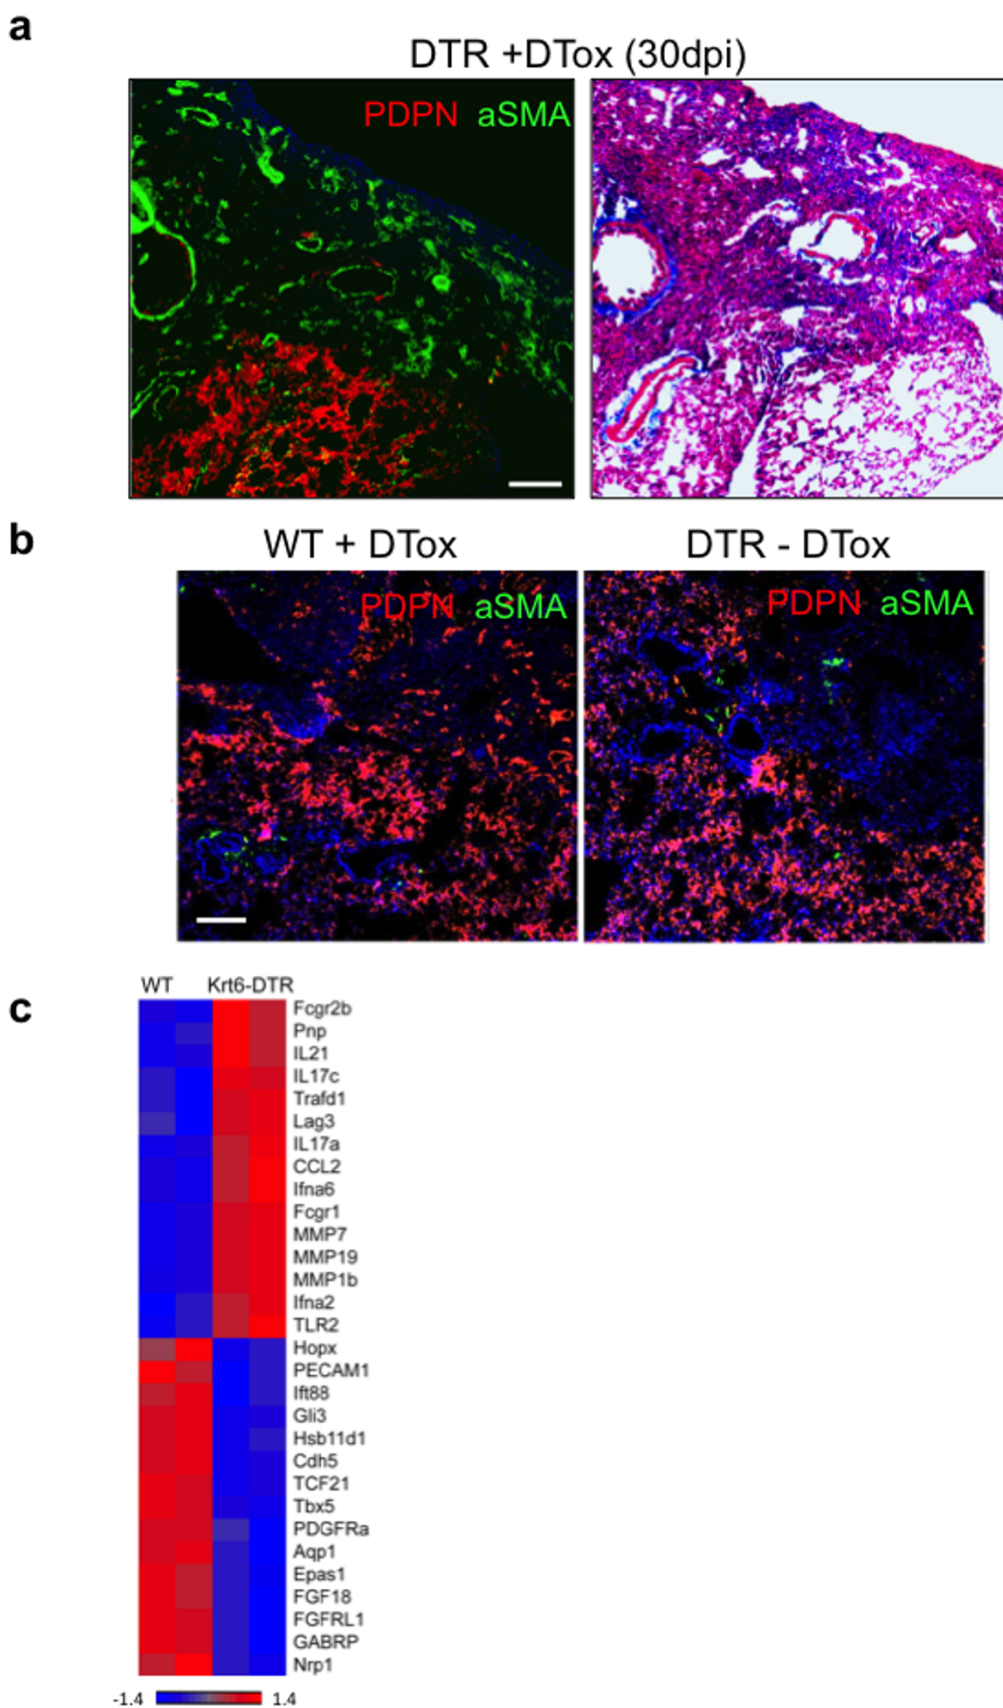 a
DTR +DTox (30dpi)
PDPN aSMA
b
WT + DTox DTR - DTox
PDPN aSMA PDPN aSMA
c
WT Krt6-DTR
Fcgr2b
Pnp
IL21
IL17c
Trafd1
Lag3
IL17a
CCL2
Ifna6
Fcgr1
MMP7
MMP19
MMP1b
Ifna2
TLR2
Hopx
PECAM1
Ift88
Gli3
Hsb11d1
Cdh5
TCF21
Tbx5
PDGFRa
Aqp1
Epas1
FGF18
FGFRL1
GABRP
Nrp1
-1.4 1.4